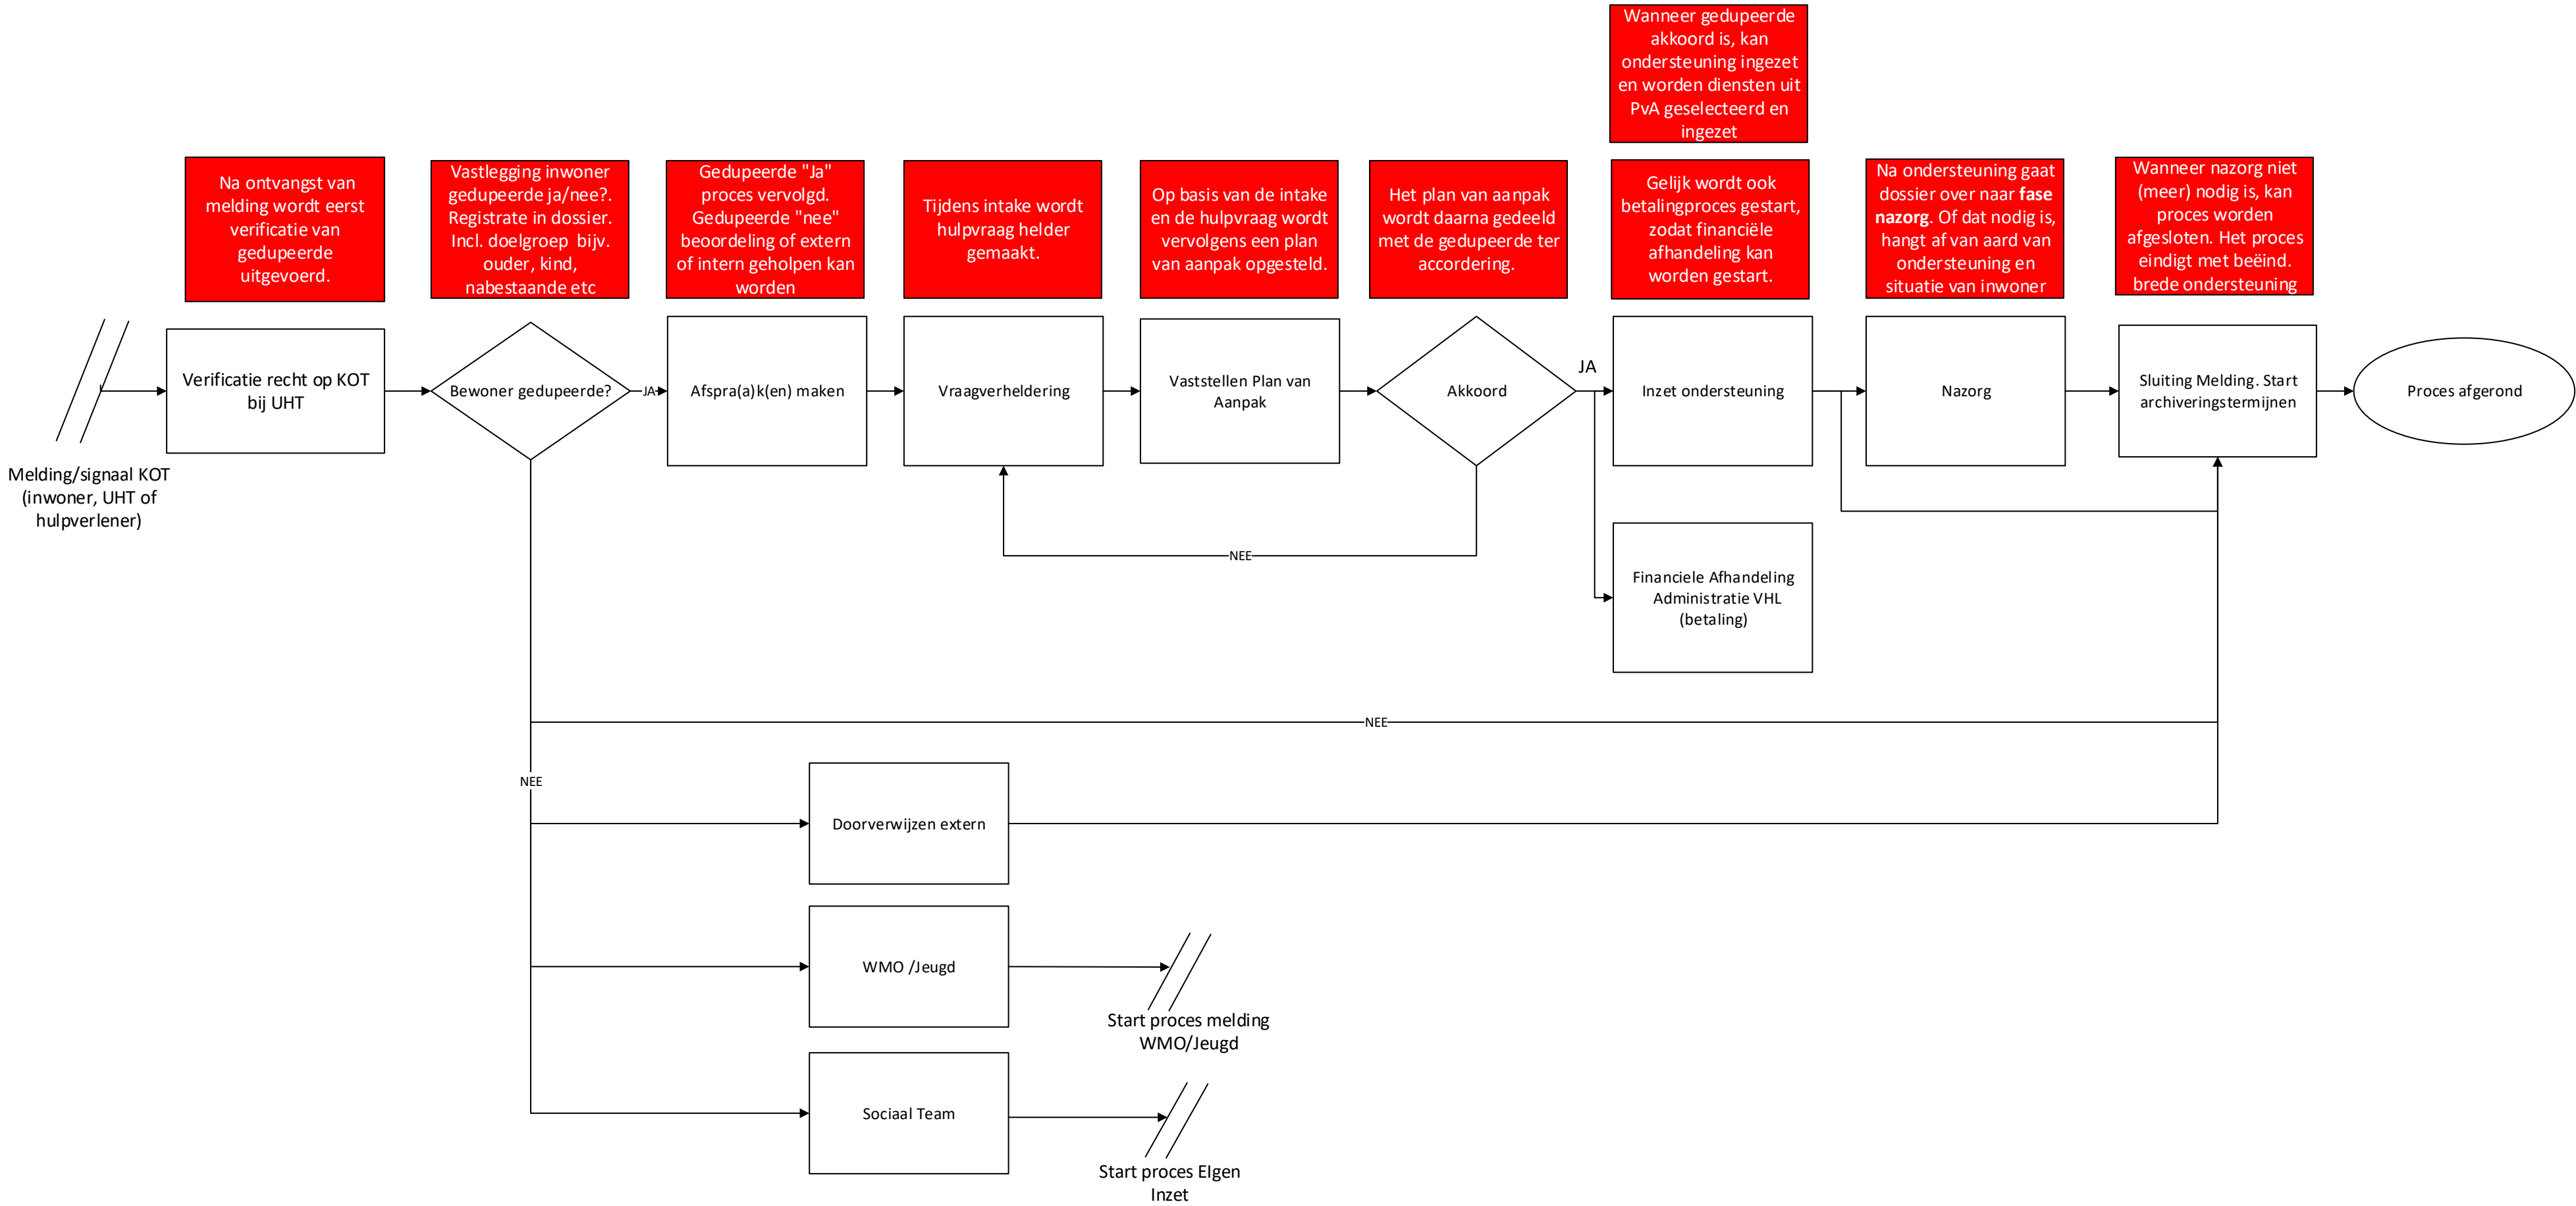 Wanneer gedupeerde
akkoord is, kan
ondersteuning ingezet
en worden diensten uit
PvA geselecteerd en
ingezet
Na ontvangst van
melding wordt eerst
verificatie van
gedupeerde
uitgevoerd.
Vastlegging inwoner
gedupeerde ja/nee?.
Registrate in dossier.
Incl. doelgroep bijv.
ouder, kind,
nabestaande etc
Gedupeerde "Ja"
proces vervolgd.
Gedupeerde "nee"
beoordeling of extern
of intern geholpen kan
worden
Tijdens intake wordt
hulpvraag helder
gemaakt.
Op basis van de intake
en de hulpvraag wordt
vervolgens een plan
van aanpak opgesteld.
Het plan van aanpak
wordt daarna gedeeld
met de gedupeerde ter
accordering.
Gelijk wordt ook
betalingproces gestart,
zodat financiële
afhandeling kan
worden gestart.
Na ondersteuning gaat
dossier over naar fase
nazorg. Of dat nodig is,
hangt af van aard van
ondersteuning en
situatie van inwoner
Wanneer nazorg niet
(meer) nodig is, kan
proces worden
afgesloten. Het proces
eindigt met beëind.
brede ondersteuning
Melding/signaal KOT
(inwoner, UHT of
hulpverlener)
Verificatie recht op KOT
bij UHT
Bewoner gedupeerde?
JA
Afspra(a)k(en) maken
Vraagverheldering
Vaststellen Plan van
Aanpak
Akkoord
JA
Inzet ondersteuning
Nazorg
Sluiting Melding. Start
archiveringstermijnen
Proces afgerond
NEE
Financiele Afhandeling
Administratie VHL
(betaling)
NEE
NEE
Doorverwijzen extern
WMO /Jeugd
Start proces melding
WMO/Jeugd
Sociaal Team
Start proces EIgen
Inzet